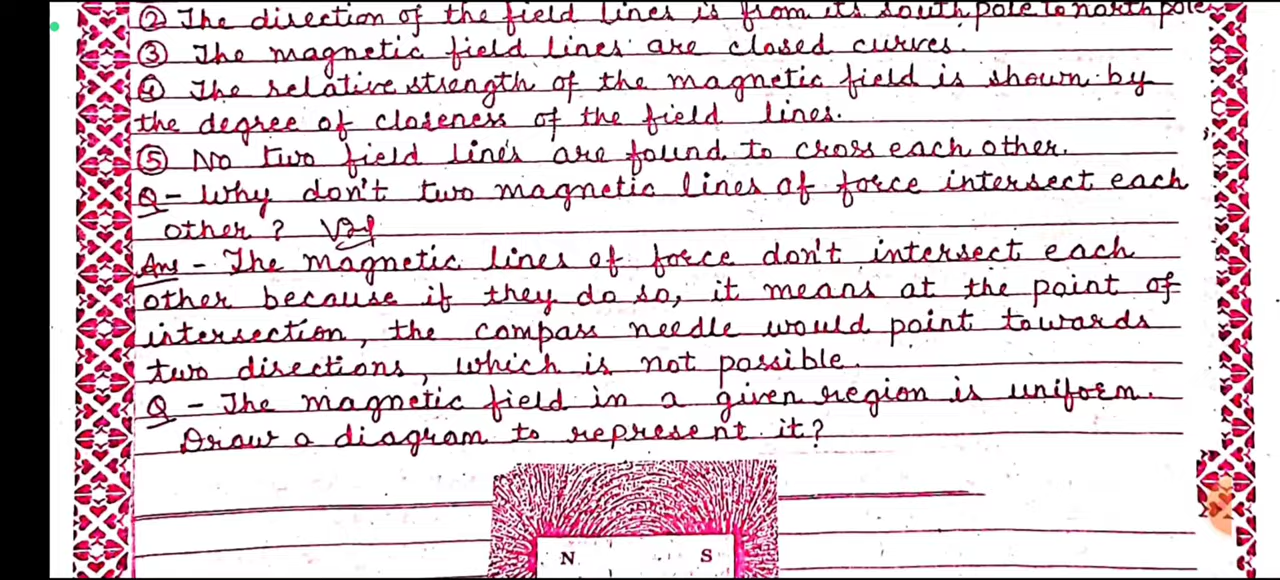 ② The direction of the field lines is from its south pole to north pole.
③ The magnetic field lines are closed curves.
④ The relative strength of the magnetic field is shown by
the degree of closeness of the field lines.
⑤ No two field lines are found to cross each other.
Q - Why don't two magnetic lines of force intersect each
other?
Ans - The magnetic lines of force don't intersect each
other because if they do so, it means at the point of
intersection, the compass needle would point towards
two directions, which is not possible.
Q - The magnetic field in a given region is uniform.
Draw a diagram to represent it?
N S